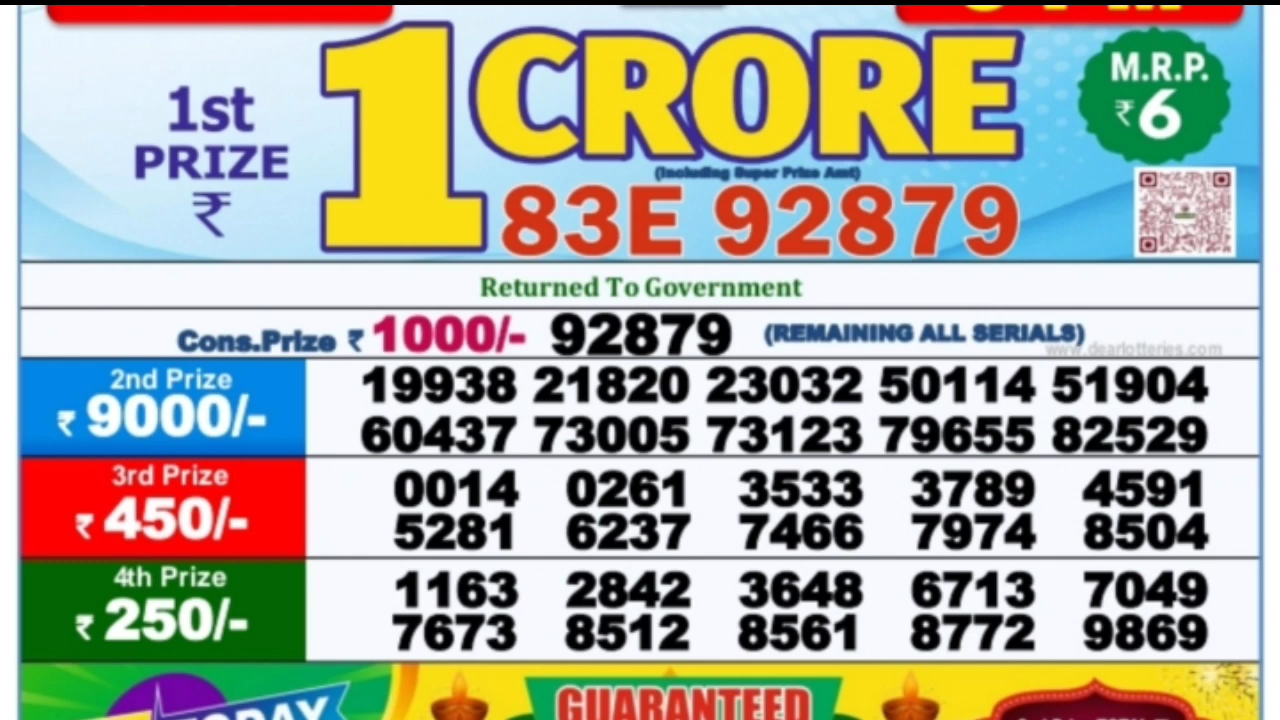 1 CRORE
M.R.P.
₹6
1st
PRIZE
₹
(Including Super Prize Amt)
83E 92879
Returned To Government
Cons.Prize ₹ 1000/- 92879 (REMAINING ALL SERIALS)
www.dearlotteries.com
2nd Prize
₹ 9000/-
19938 21820 23032 50114 51904
60437 73005 73123 79655 82529
3rd Prize
₹ 450/-
0014 0261 3533 3789 4591
5281 6237 7466 7974 8504
4th Prize
₹ 250/-
1163 2842 3648 6713 7049
7673 8512 8561 8772 9869
TODAY
GUARANTEED